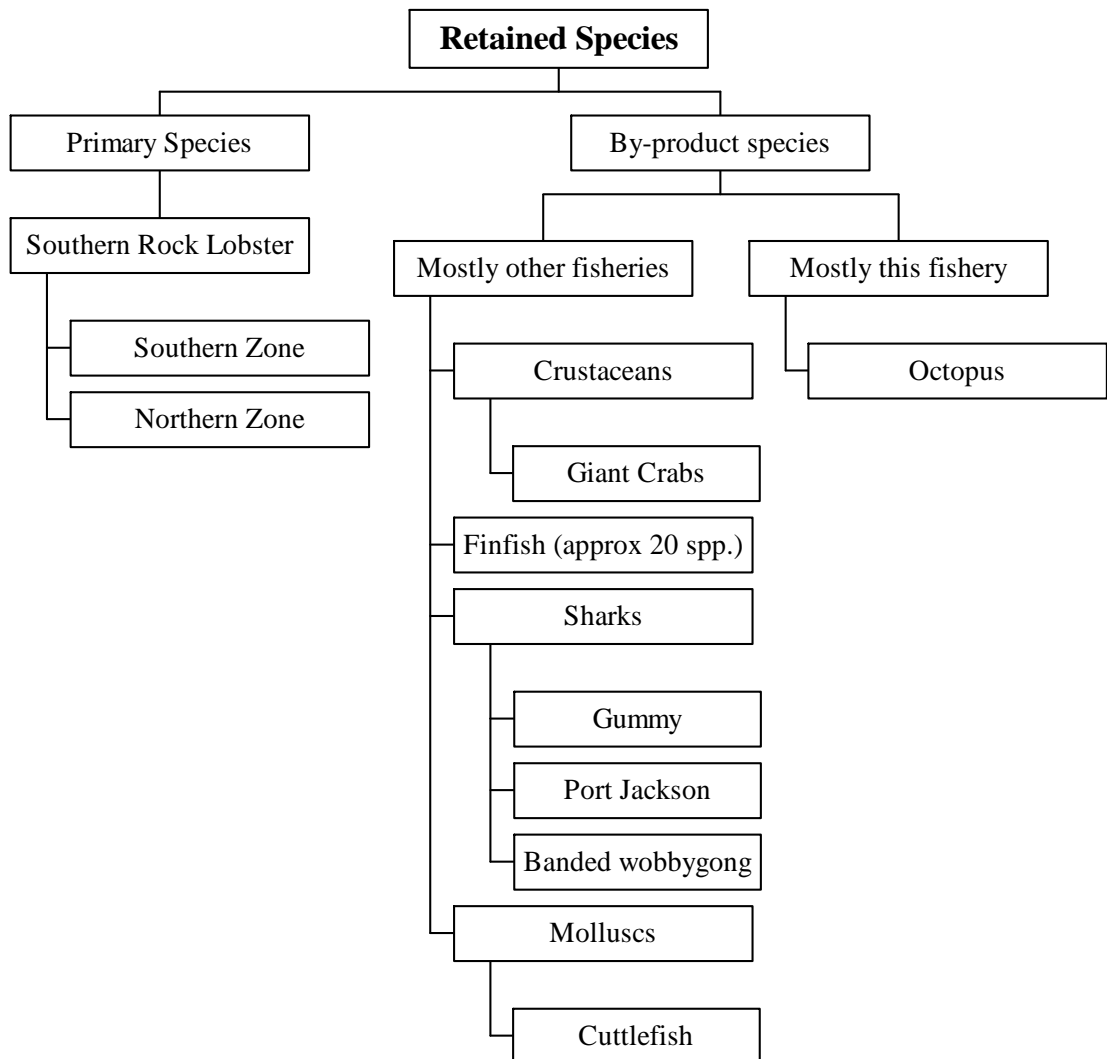 Retained Species
Primary Species
By-product species
Southern Rock Lobster
Mostly other fisheries
Mostly this fishery
Southern Zone
Northern Zone
Crustaceans
Octopus
Giant Crabs
Finfish (approx 20 spp.)
Sharks
Gummy
Port Jackson
Banded wobbygong
Molluscs
Cuttlefish